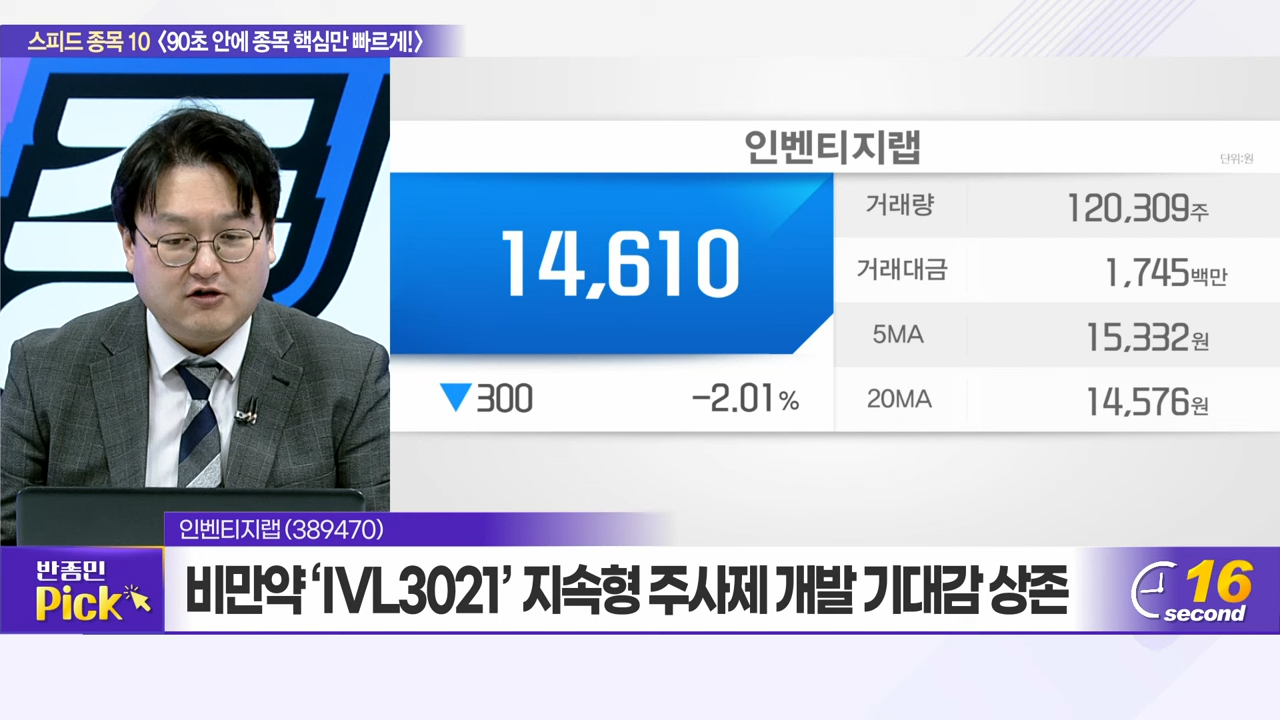 스피드 종목 10 〈90초 안에 종목 핵심만 빠르게!〉
인벤티지랩
단위:원
14,610
▼300 -2.01%
거래량 120,309주
거래대금 1,745백만
5MA 15,332원
20MA 14,576원
인벤티지랩(389470)
반종민
Pick
비만약 ‘IVL3021’ 지속형 주사제 개발 기대감 상존
16
second